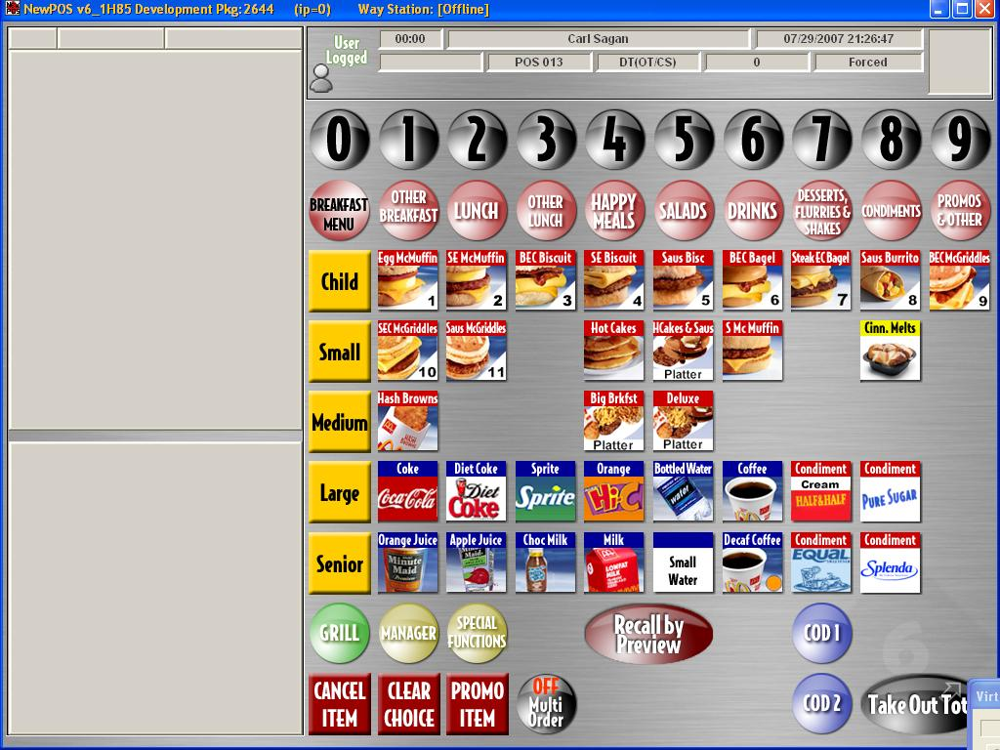 NewPOS v6_1H85 Development Pkg:2644 (ip=0) Way Station: [Offline]
User Logged
00:00 Carl Sagan 07/29/2007 21:26:47
POS 013 DT(OT/CS) 0 Forced
0 1 2 3 4 5 6 7 8 9
BREAKFAST MENU
OTHER BREAKFAST
LUNCH
OTHER LUNCH
HAPPY MEALS
SALADS
DRINKS
DESSERTS, FLURRIES & SHAKES
CONDIMENTS
PROMOS & OTHER
Child
Egg McMuffin 1
SE McMuffin 2
BEC Biscuit 3
SE Biscuit 4
Saus Bisc 5
BEC Bagel 6
Steak EC Bagel 7
Saus Burrito 8
BEC McGriddles 9
Small
SEC McGriddles 10
Saus McGriddles 11
Hot Cakes
HCakes & Saus Platter
S Mc Muffin
Cinn. Melts
Medium
Hash Browns
Big Brkfst Platter
Deluxe Platter
Large
Coke Coca-Cola
Diet Coke Diet Coke
Sprite Sprite
Orange Hi-C
Bottled Water water
Coffee
Condiment Cream HALF & HALF
Condiment PURE SUGAR
Senior
Orange Juice Minute Maid Premium
Apple Juice Minute Maid
Choc Milk
Milk LOWFAT MILK
Small Water
Decaf Coffee
Condiment EQUAL
Condiment Splenda
GRILL
MANAGER
SPECIAL FUNCTIONS
Recall by Preview
COD 1
6
CANCEL ITEM
CLEAR CHOICE
PROMO ITEM
OFF Multi Order
COD 2
Take Out Tot
Virt